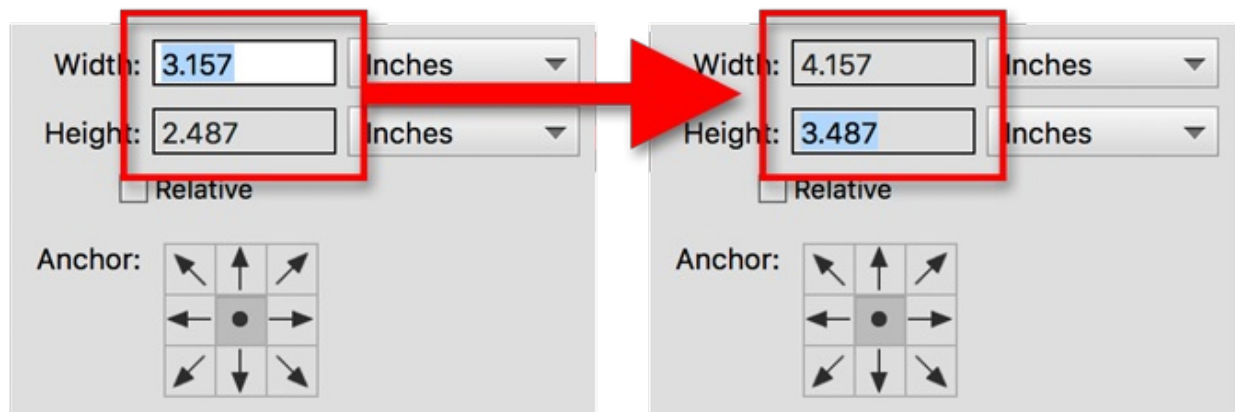 Width: 3.157 Inches
Height: 2.487 Inches
Relative
Anchor:
Width: 4.157 Inches
Height: 3.487 Inches
Relative
Anchor: